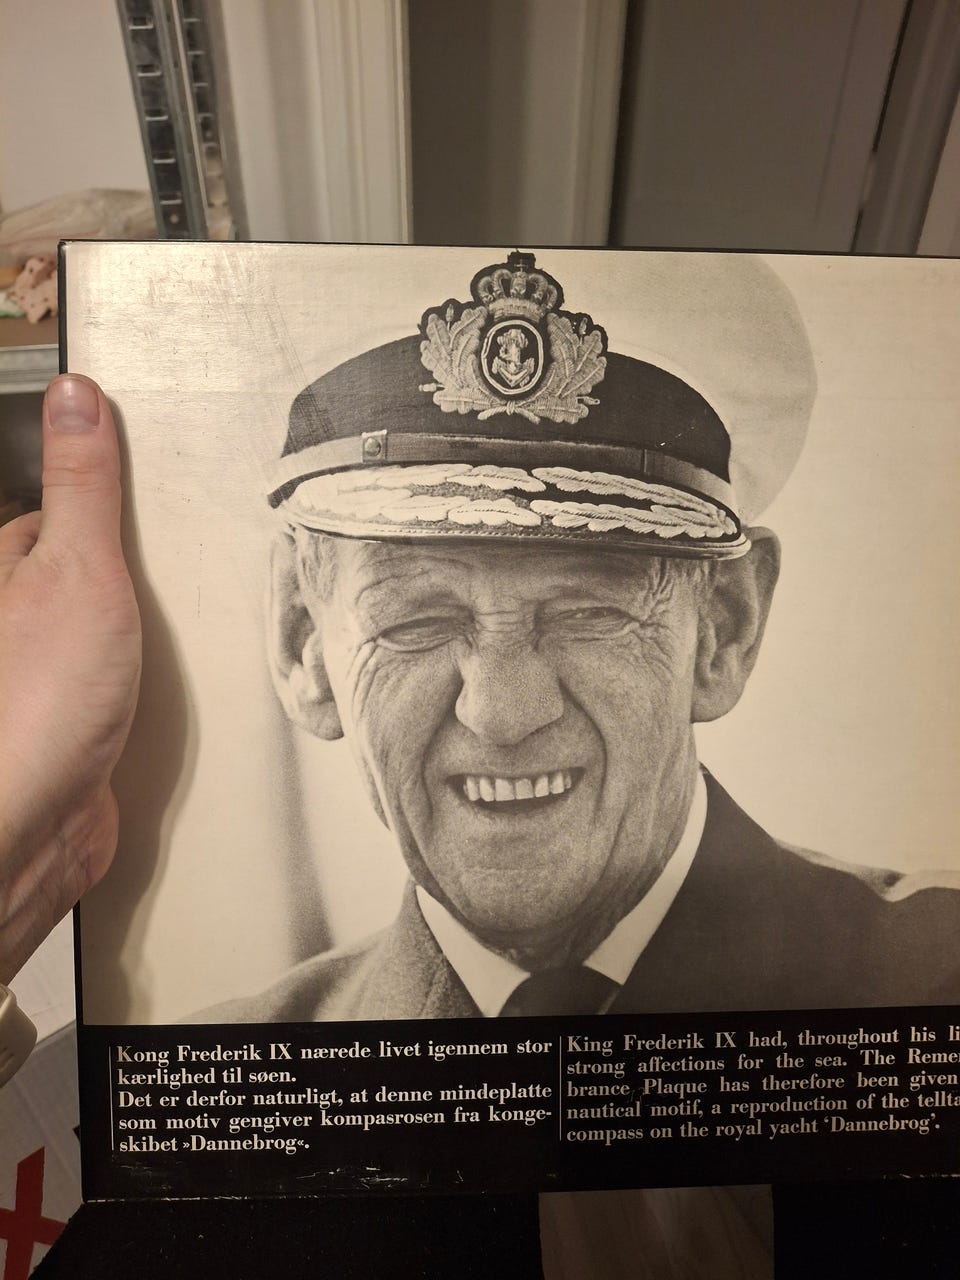 Kong Frederik IX nærede livet igennem stor
kærlighed til søen.
Det er derfor naturligt, at denne mindeplatte
som motiv gengiver kompasrosen fra konge-
skibet »Dannebrog«.
King Frederik IX had, throughout his
strong affections for the sea. The
brance Plaque has therefore been given
nautical motif, a reproduction of the
compass on the royal yacht ‘Dannebrog’.